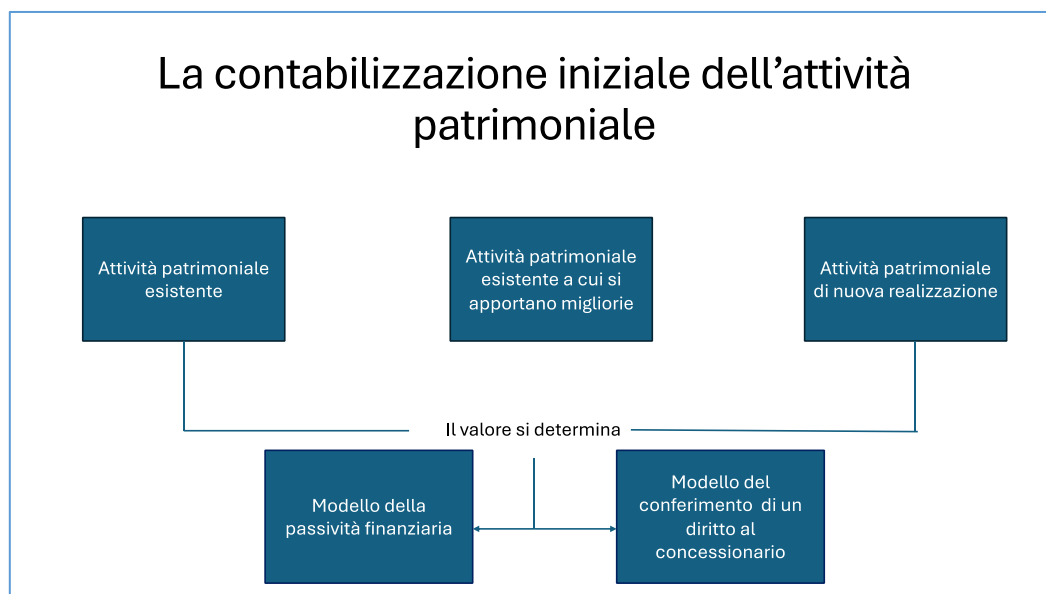 La contabilizzazione iniziale dell’attività
patrimoniale
Attività patrimoniale
esistente
Attività patrimoniale
esistente a cui si
apportano migliorie
Attività patrimoniale
di nuova realizzazione
Il valore si determina
Modello della
passività finanziaria
Modello del
conferimento di un
diritto al
concessionario